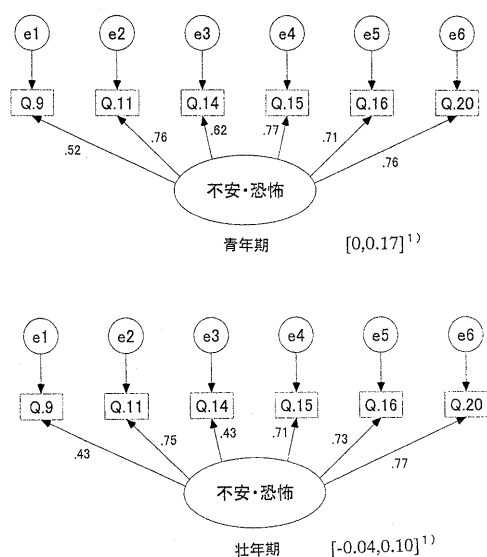 e1 e2 e3 e4 e5 e6
Q.9 Q.11 Q.14 Q.15 Q.16 Q.20
.52 .76 .62 .77 .71 .76
不安・恐怖
青年期 [0,0.17]¹⁾
e1 e2 e3 e4 e5 e6
Q.9 Q.11 Q.14 Q.15 Q.16 Q.20
.43 .75 .43 .71 .73 .77
不安・恐怖
壮年期 [-0.04,0.10]¹⁾